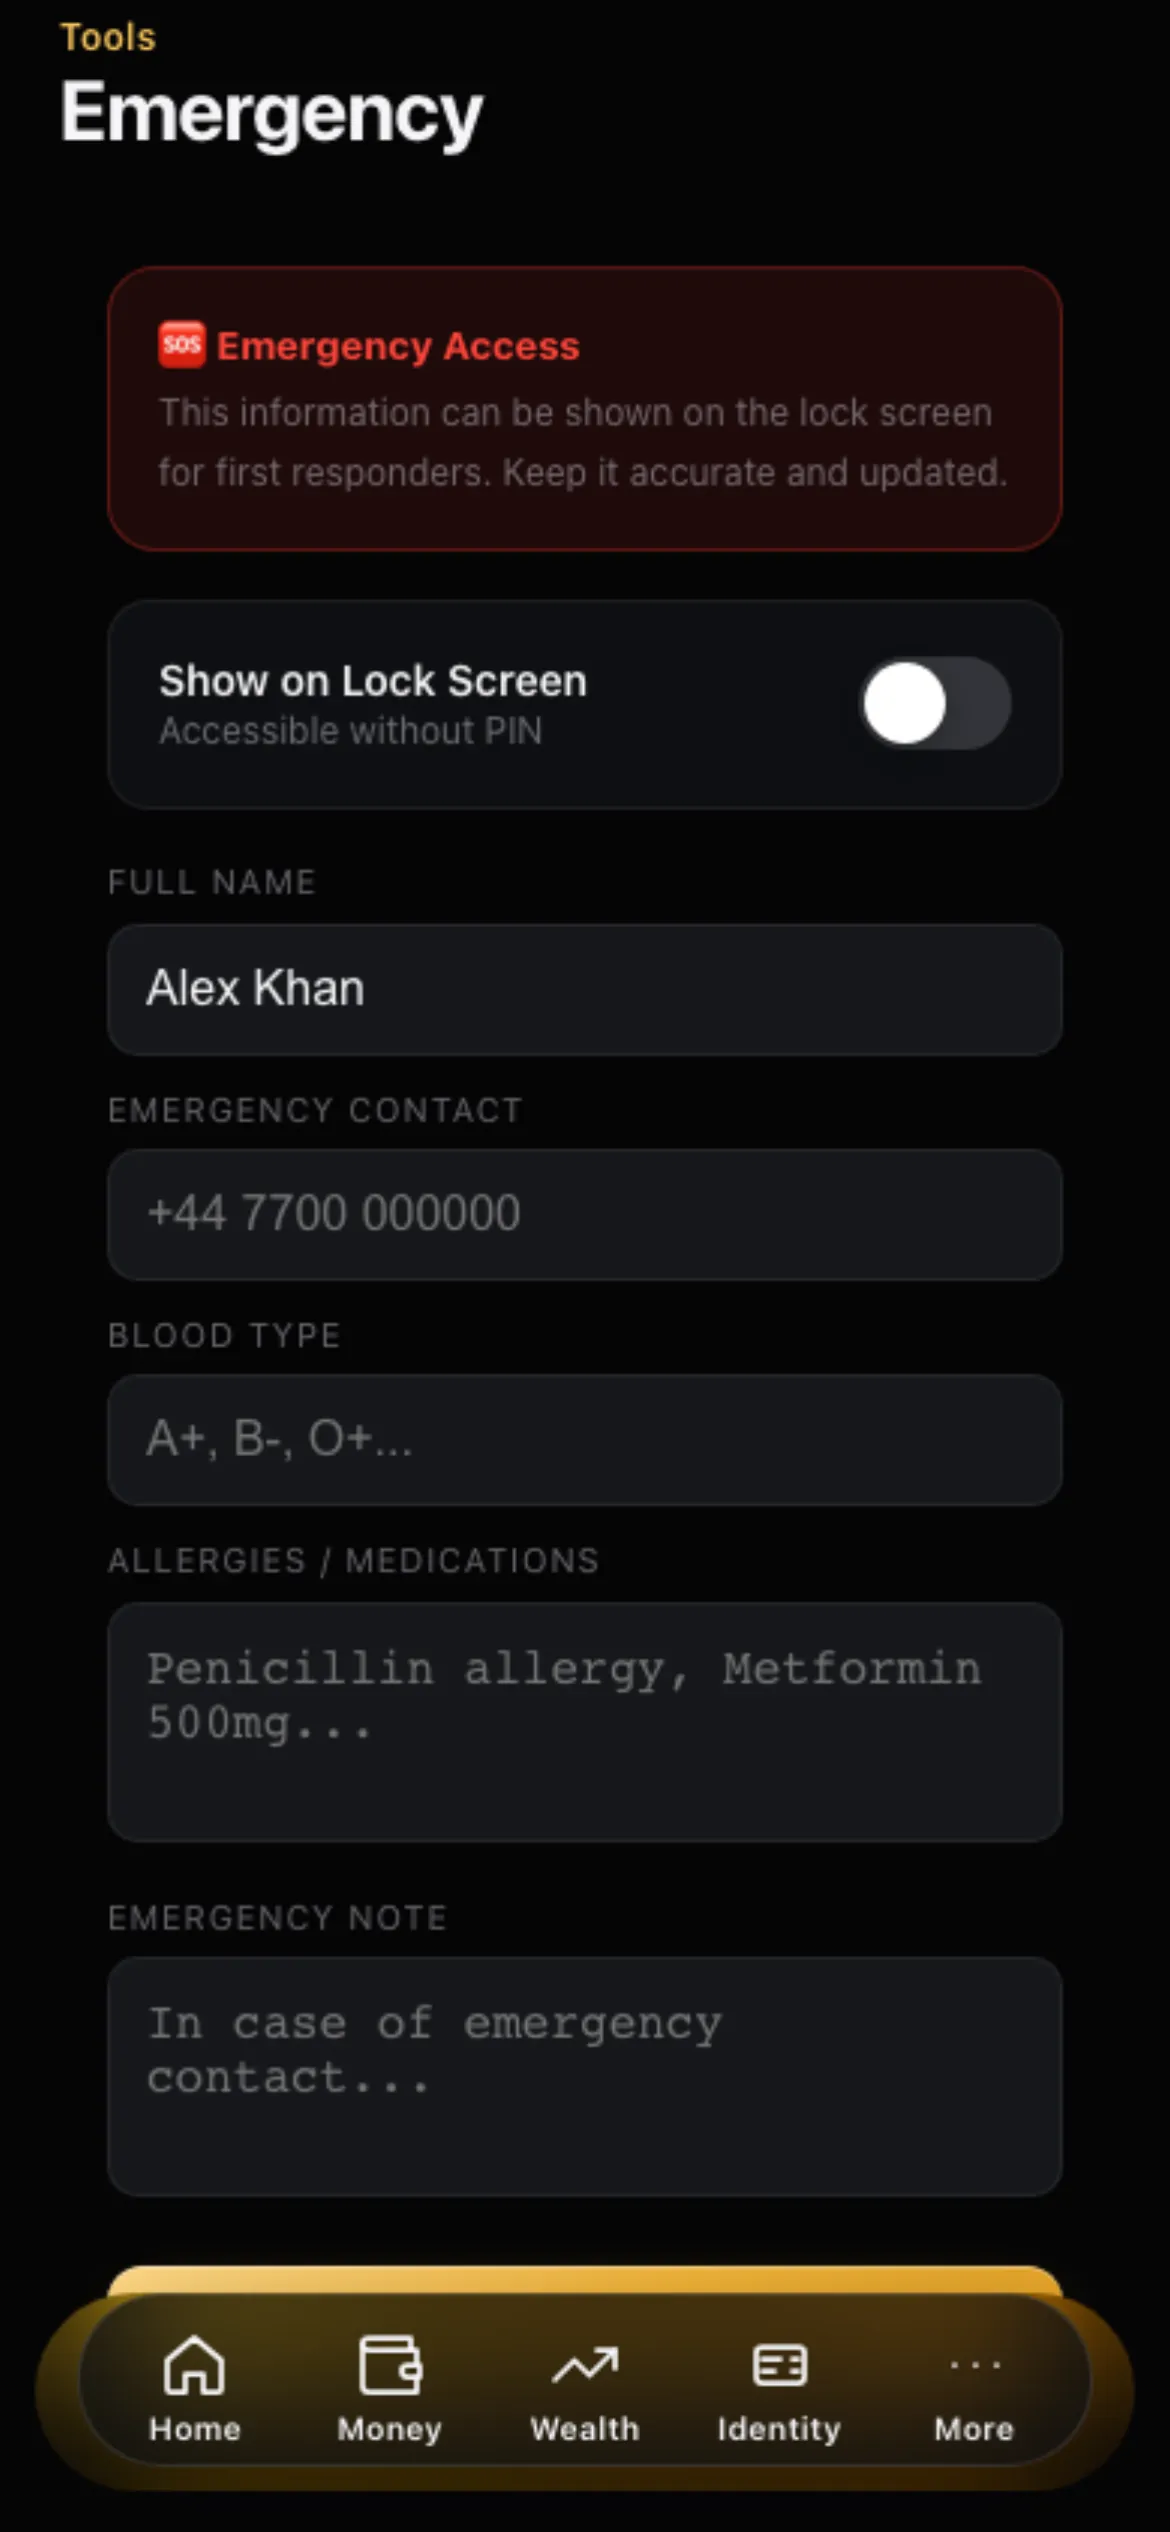 Tools
Emergency
🆘 Emergency Access
This information can be shown on the lock screen
for first responders. Keep it accurate and updated.
Show on Lock Screen
Accessible without PIN
FULL NAME
Alex Khan
EMERGENCY CONTACT
+44 7700 000000
BLOOD TYPE
A+, B-, O+...
ALLERGIES / MEDICATIONS
Penicillin allergy, Metformin
500mg...
EMERGENCY NOTE
In case of emergency
contact...
Home Money Wealth Identity More